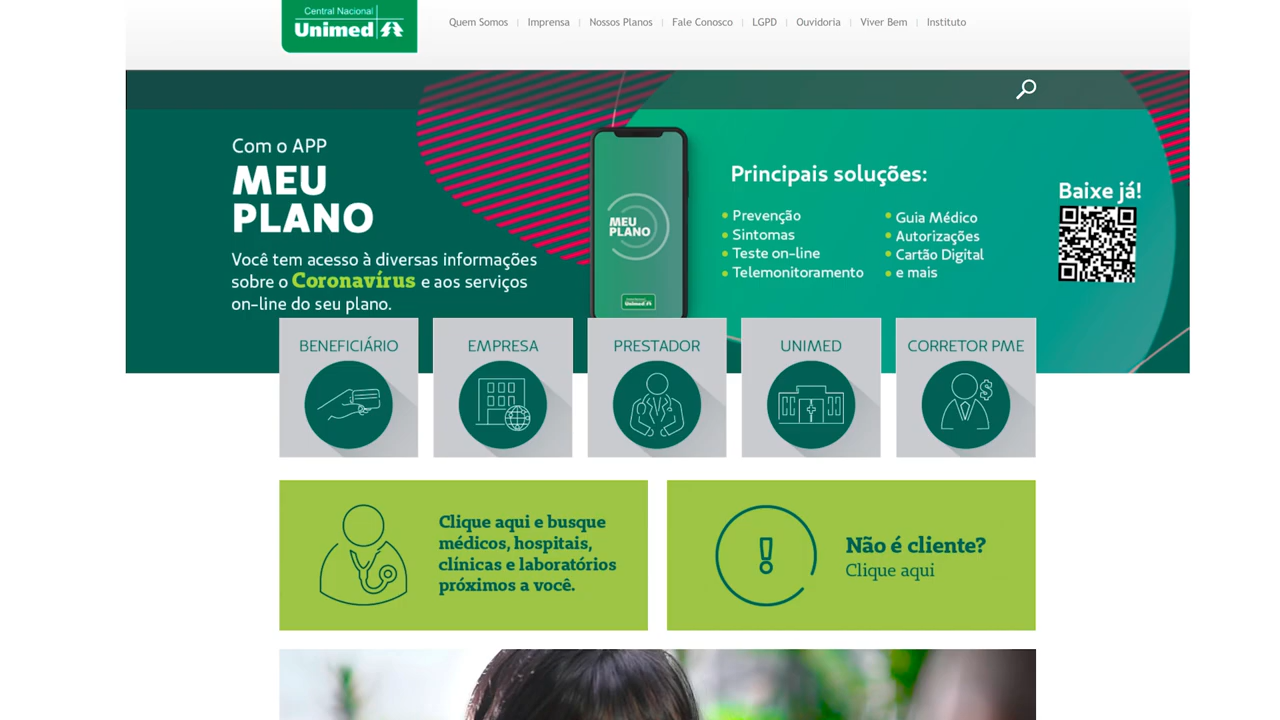 Central Nacional
Unimed
Quem Somos | Imprensa | Nossos Planos | Fale Conosco | LGPD | Ouvidoria | Viver Bem | Instituto
Com o APP
MEU
PLANO
Você tem acesso à diversas informações
sobre o Coronavírus e aos serviços
on-line do seu plano.
MEU
PLANO
Unimed
Principais soluções:
Prevenção
Sintomas
Teste on-line
Telemonitoramento
Guia Médico
Autorizações
Cartão Digital
e mais
Baixe já!
BENEFICIÁRIO
EMPRESA
PRESTADOR
UNIMED
CORRETOR PME
Clique aqui e busque
médicos, hospitais,
clínicas e laboratórios
próximos a você.
Não é cliente?
Clique aqui